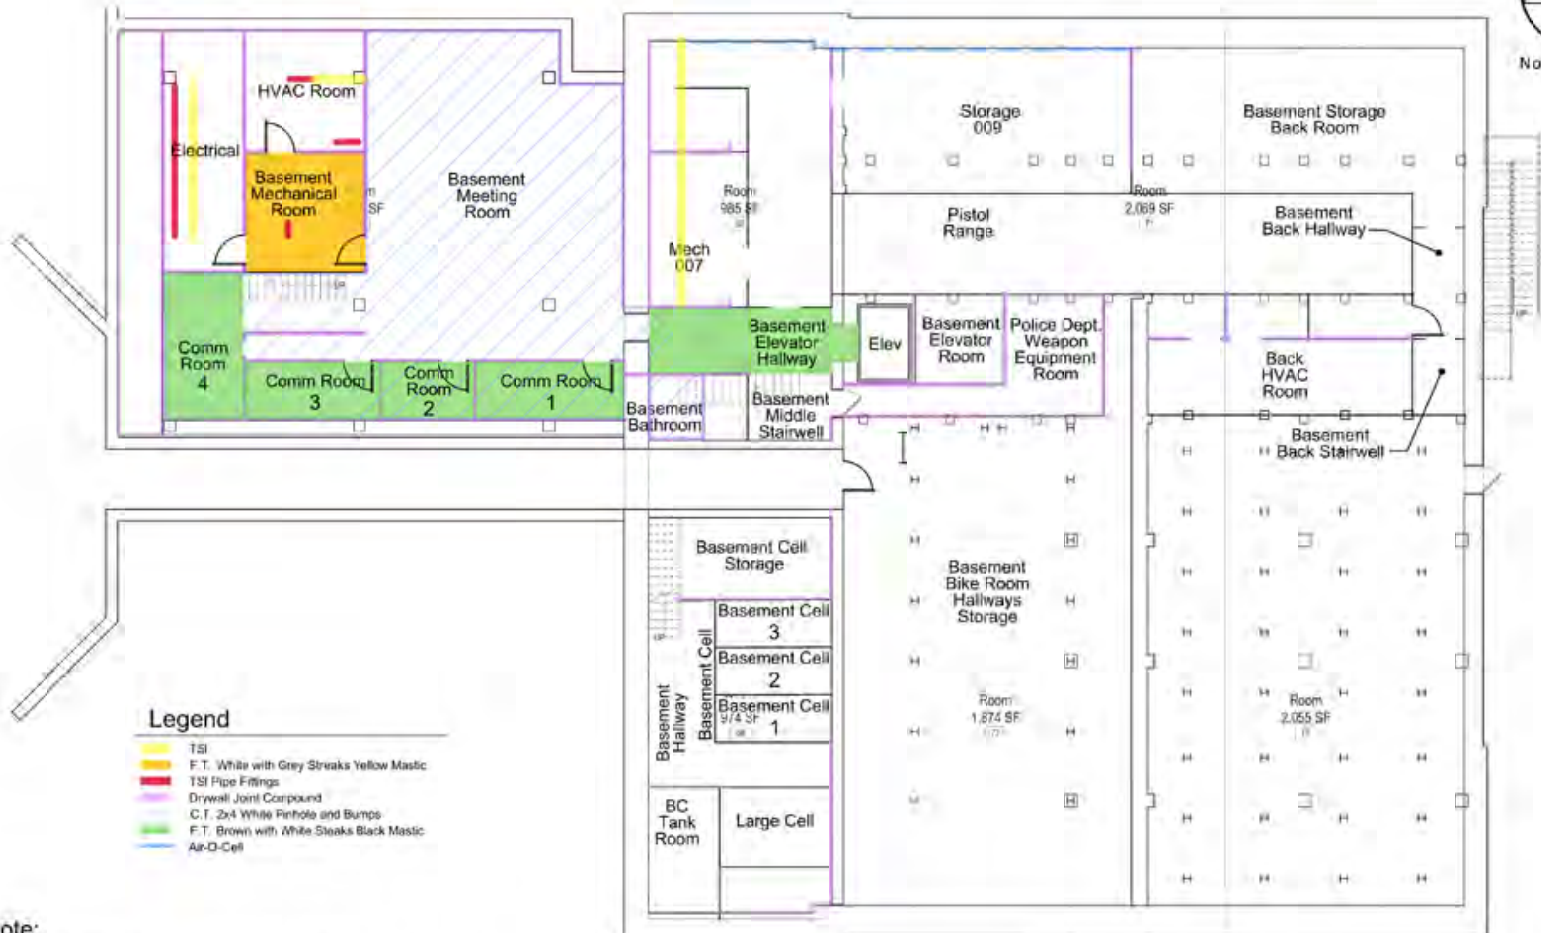 No
HVAC Room
Electrical
Basement
Mechanical
Room
SF
Basement
Meeting
Room
Room
985 SF
Mech
007
Storage
009
Basement Storage
Back Room
Pistol
Range
Room
2,069 SF
Basement
Back Hallway
UP
Comm
Room
4
Comm Room
3
Comm
Room
2
Comm Room
1
Basement
Elevator
Hallway
Elev
Basement
Elevator
Room
Police Dept.
Weapon
Equipment
Room
Back
HVAC
Room
Basement
Bathroom
Basement
Middle
Stairwell
Basement
Back Stairwell
Basement Cell
Storage
Basement Cell
3
Basement Cell
2
Basement Cell
1
974 SF
Basement Cell
Basement
Hallway
UP
BC
Tank
Room
Large Cell
Basement
Bike Room
Hallways
Storage
Room
1,874 SF
Room
2,055 SF
Legend
TSI
F.T. White with Grey Streaks Yellow Mastic
TSI Pipe Fittings
Drywall Joint Compound
C.T. 2x4 White Pinhole and Bumps
F.T. Brown with White Steaks Black Mastic
Air-O-Cell
ote: